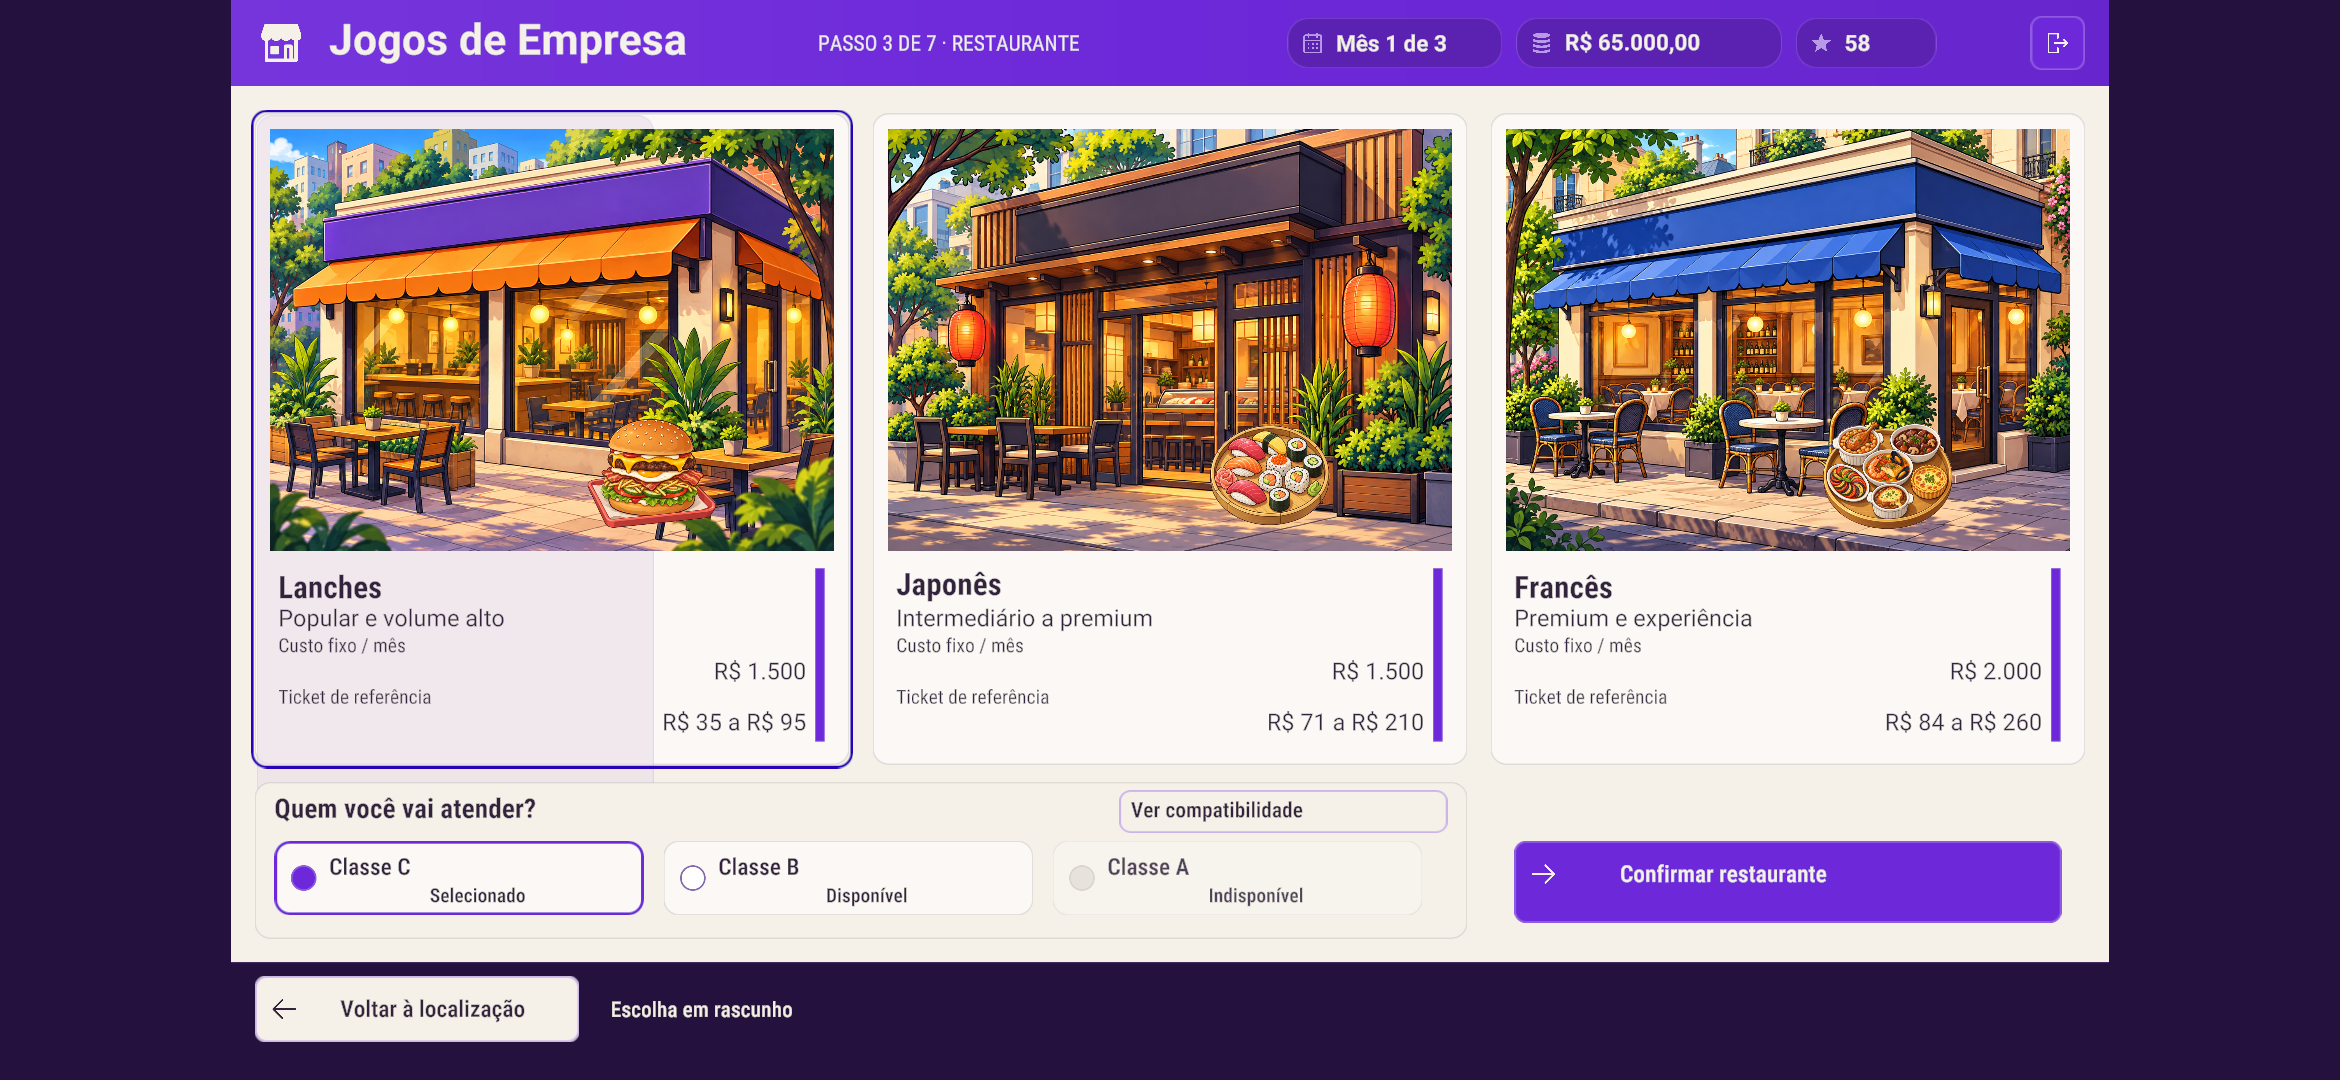 Jogos de Empresa
PASSO 3 DE 7 · RESTAURANTE
Mês 1 de 3
R$ 65.000,00
58
Lanches
Popular e volume alto
Custo fixo / mês
R$ 1.500
Ticket de referência
R$ 35 a R$ 95
Japonês
Intermediário a premium
Custo fixo / mês
R$ 1.500
Ticket de referência
R$ 71 a R$ 210
Francês
Premium e experiência
Custo fixo / mês
R$ 2.000
Ticket de referência
R$ 84 a R$ 260
Quem você vai atender?
Ver compatibilidade
Classe C
Selecionado
Classe B
Disponível
Classe A
Indisponível
Confirmar restaurante
Voltar à localização
Escolha em rascunho